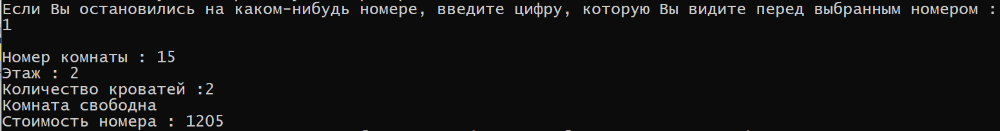 Если Вы остановились на каком-нибудь номере, введите цифру, которую Вы видите перед выбранным номером :
1
Номер комнаты : 15
Этаж : 2
Количество кроватей :2
Комната свободна
Стоимость номера : 1205